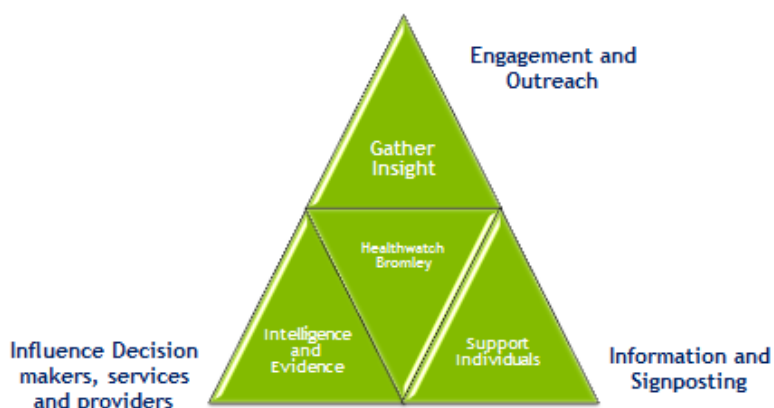 Engagement and
Outreach
Gather
Insight
Healthwatch
Bromley
Intelligence
and
Evidence
Support
Individuals
Influence Decision
makers, services
and providers
Information and
Signposting